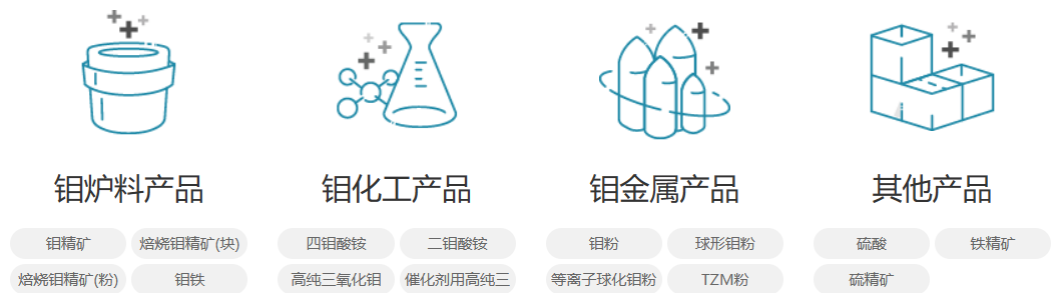 钼炉料产品
钼精矿
焙烧钼精矿(块)
焙烧钼精矿(粉)
钼铁
钼化工产品
四钼酸铵
二钼酸铵
高纯三氧化钼
催化剂用高纯三
钼金属产品
钼粉
球形钼粉
等离子球化钼粉
TZM粉
其他产品
硫酸
铁精矿
硫精矿